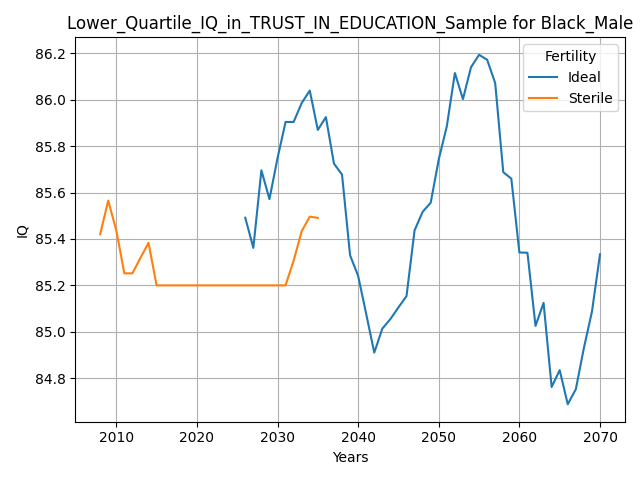 Lower_Quartile_IQ_in_TRUST_IN_EDUCATION_Sample for Black_Male
Fertility
Ideal
Sterile
86.2
86.0
85.8
85.6
85.4
85.2
85.0
84.8
IQ
2010 2020 2030 2040 2050 2060 2070
Years